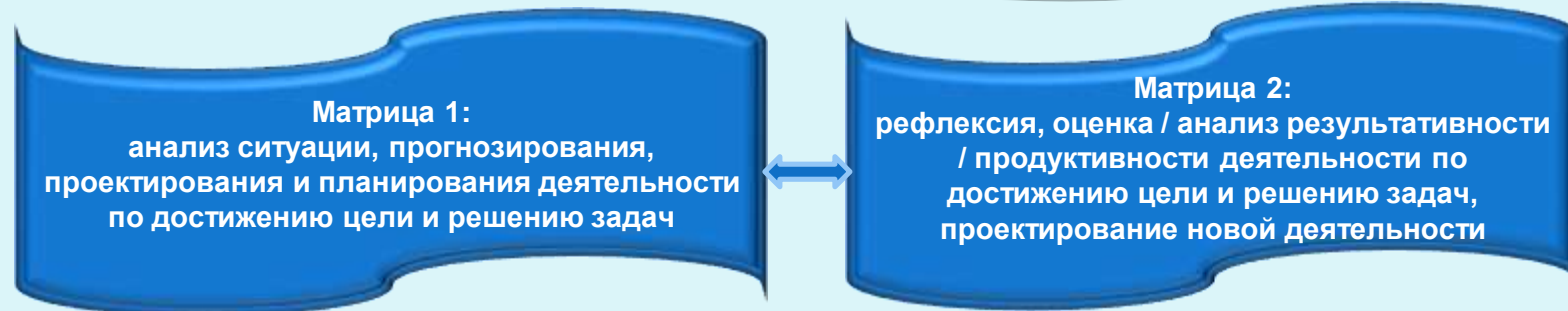 Матрица 1:
анализ ситуации, прогнозирования,
проектирования и планирования деятельности
по достижению цели и решению задач
Матрица 2:
рефлексия, оценка / анализ результативности
/ продуктивности деятельности по
достижению цели и решению задач,
проектирование новой деятельности